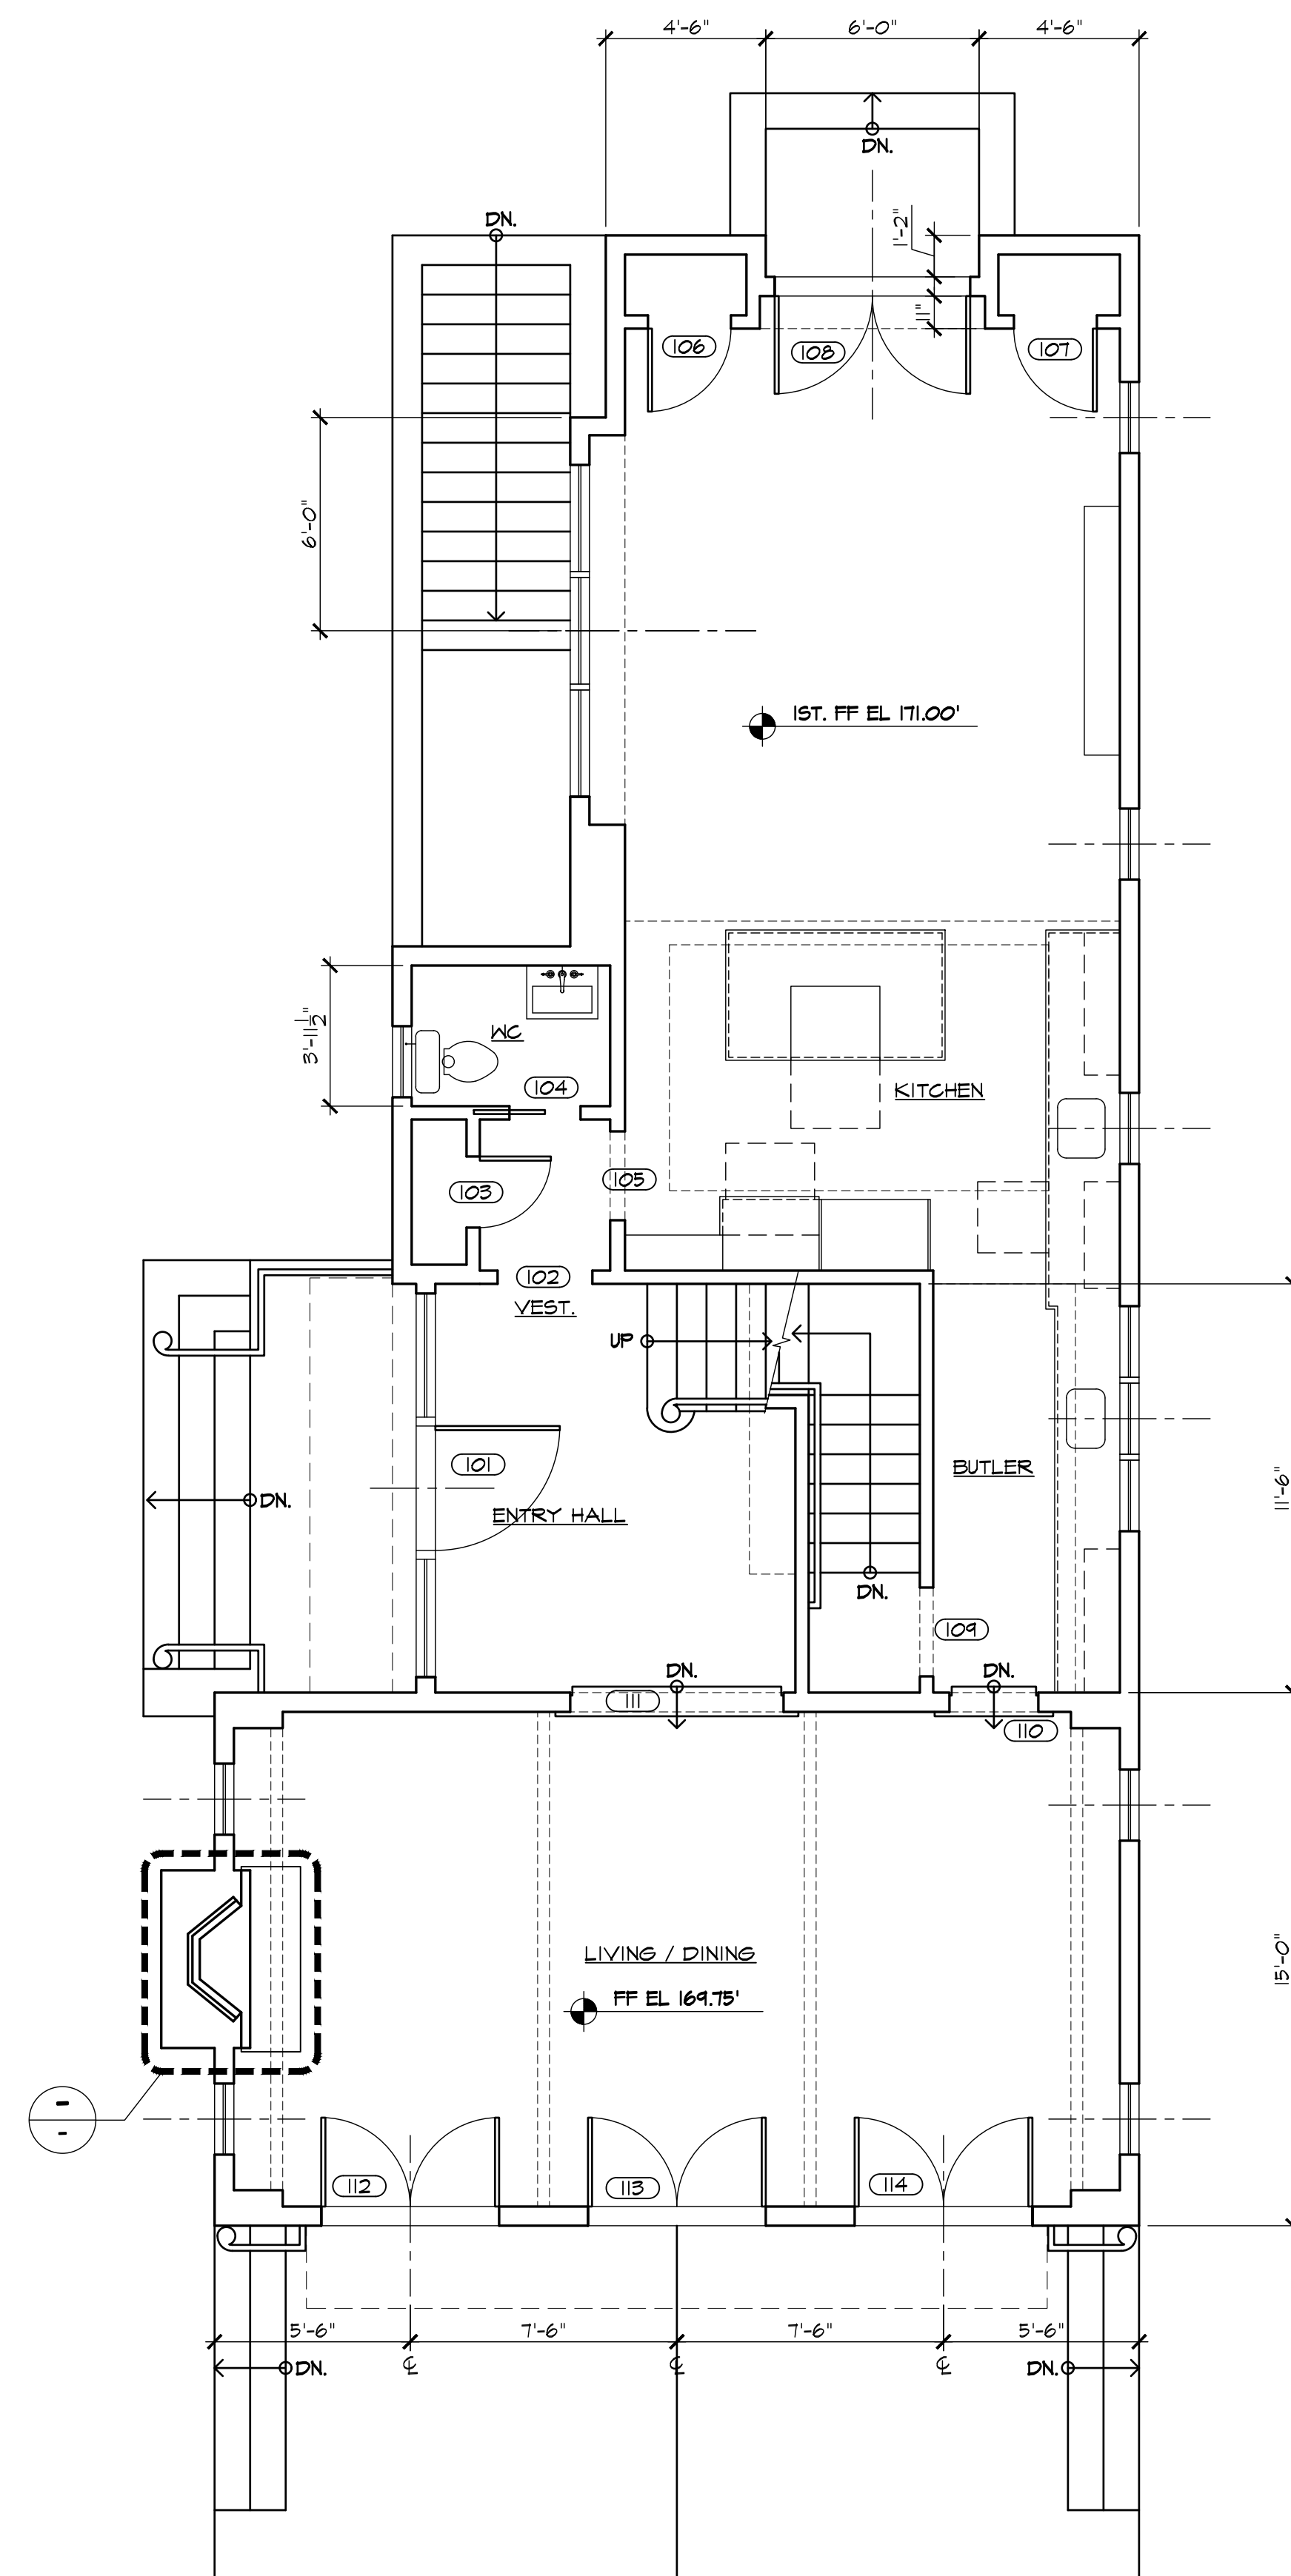 4'-6" 6'-0" 4'-6"
DN.
DN.
1'-2"
11"
106 108 107
6'-0"
1ST. FF EL 171.00'
3'-11 1/2"
WC
104
KITCHEN
105
103
102
VEST.
UP
101
BUTLER
ENTRY HALL
DN.
11'-6"
DN.
109
DN. DN.
111
110
LIVING / DINING
FF EL 169.75'
15'-0"
-
-
112 113 114
5'-6" 7'-6" 7'-6" 5'-6"
℄ ℄ ℄
DN. DN.